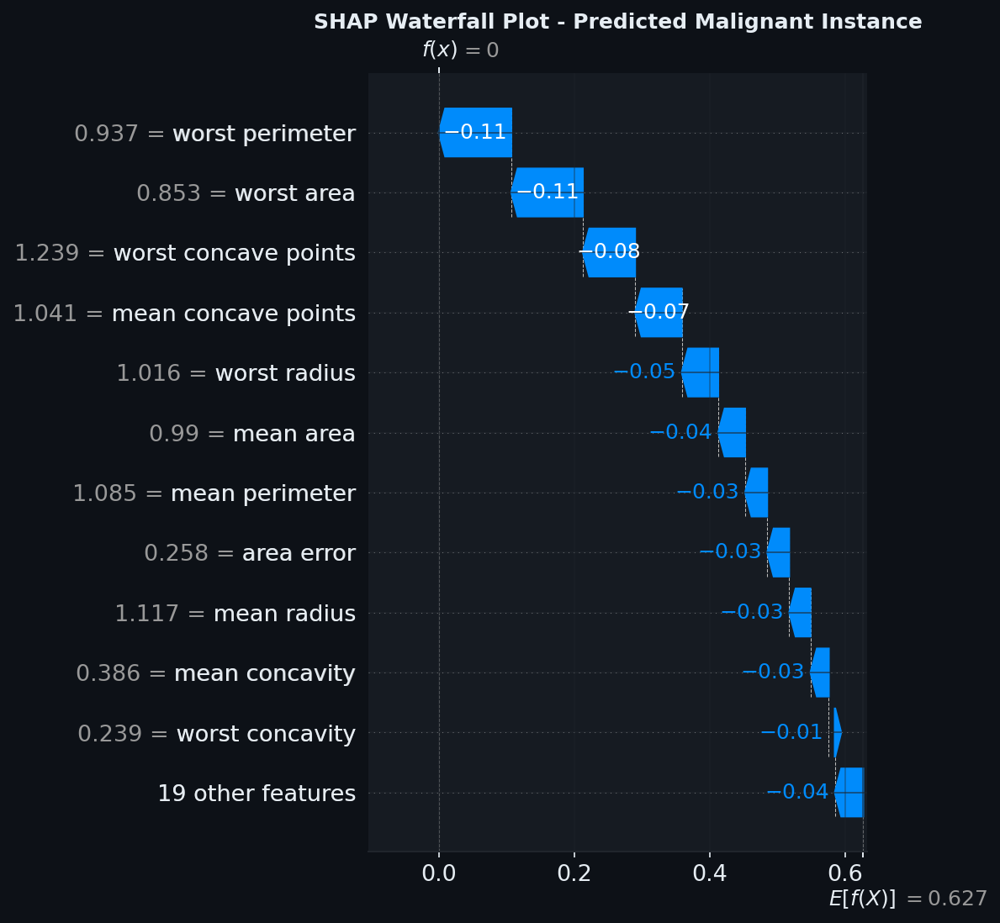 SHAP Waterfall Plot - Predicted Malignant Instance
f(x) = 0
0.937 = worst perimeter −0.11
0.853 = worst area −0.11
1.239 = worst concave points −0.08
1.041 = mean concave points −0.07
1.016 = worst radius −0.05
0.99 = mean area −0.04
1.085 = mean perimeter −0.03
0.258 = area error −0.03
1.117 = mean radius −0.03
0.386 = mean concavity −0.03
0.239 = worst concavity −0.01
19 other features −0.04
0.0 0.2 0.4 0.6
E[f(X)] = 0.627